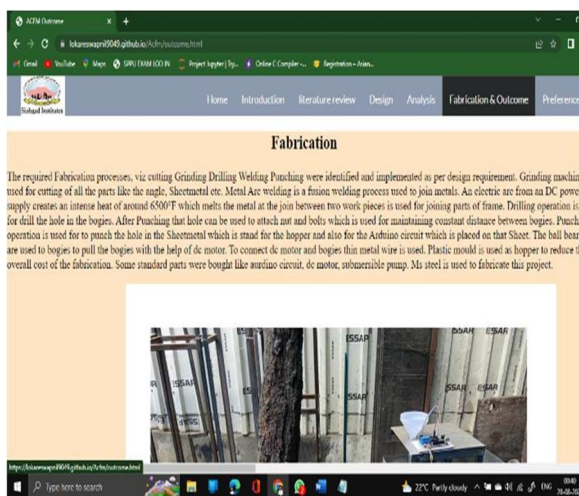 ACFM Outcome
lokareswapnil9049.github.io/Acfm/outcome.html
Gmail YouTube Maps SPPU EXAM LOG IN Project Jupyter | Try... Online C Compiler -... Registration - Arian...
Sinhgad Institutes
Home Introduction literature review Design Analysis Fabrication & Outcome Preference
Fabrication
The required Fabrication processes, viz cutting Grinding Drilling Welding Punching were identified and implemented as per design requirement. Grinding machin
used for cutting of all the parts like the angle, Sheetmetal etc. Metal Arc welding is a fusion welding process used to join metals. An electric arc from an DC powe
supply creates an intense heat of around 6500°F which melts the metal at the join between two work pieces is used for joining parts of frame. Drilling operation is
for drill the hole in the bogies. After Punching that hole can be used to attach nut and bolts which is used for maintaining constant distance between bogies. Punch
operation is used for to punch the hole in the Sheetmetal which is stand for the hopper and also for the Arduino circuit which is placed on that Sheet. The ball bear
are used to bogies to pull the bogies with the help of dc motor. To connect dc motor and bogies thin metal wire is used. Plastic mould is used as hopper to reduce th
overall cost of the fabrication. Some standard parts were bought like aurdino circuit, dc motor, submersible pump. Ms steel is used to fabricate this project.
ESSAR ESSAR
ESSAR ESSAR
https://lokareswapnil9049.github.io/Acfm/outcome.html
Type here to search 22°C Partly cloudy ENG